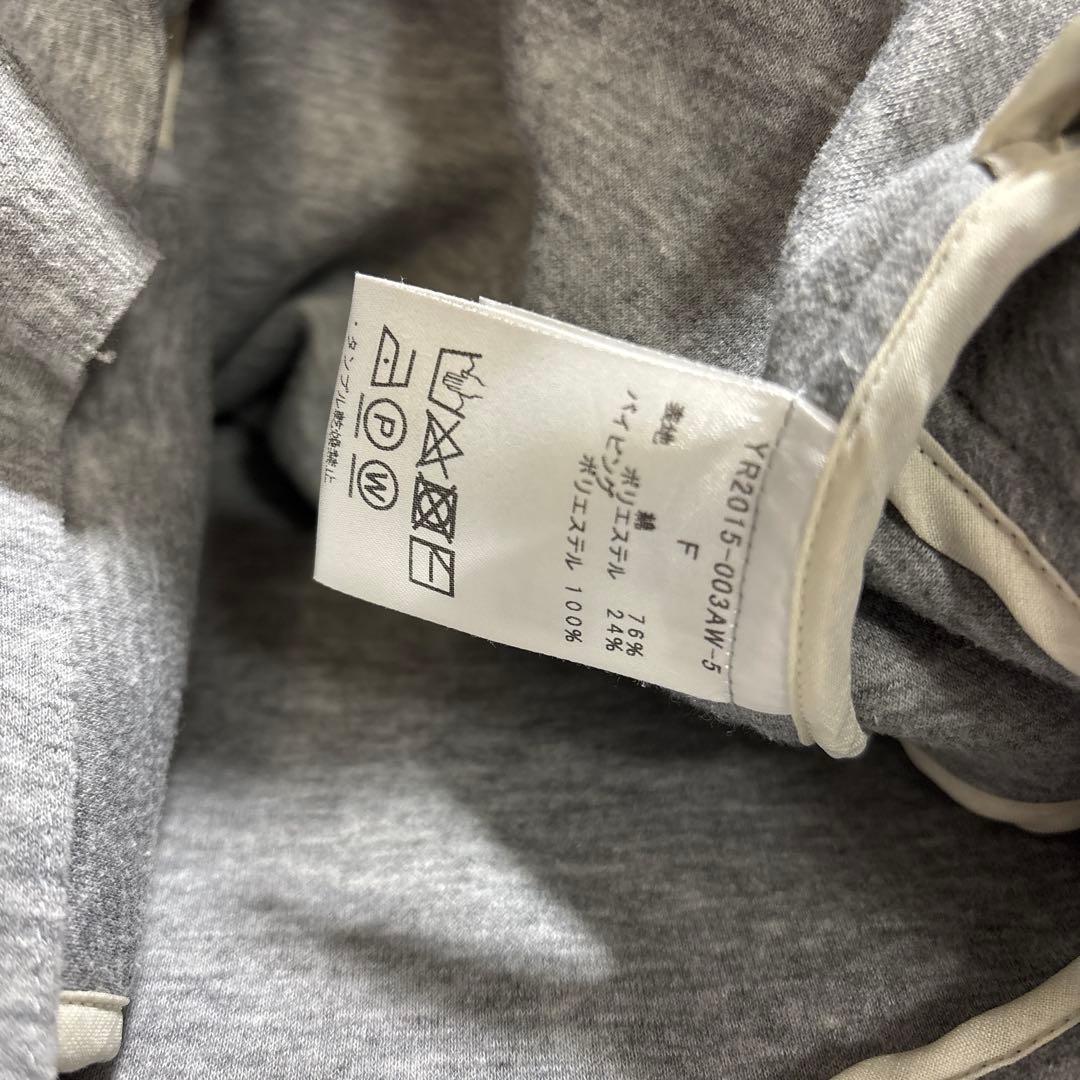 YR2015-003AW-5
F
表地
綿 76%
ポリエステル 24%
パイピング
ポリエステル 100%
P
W
・タンブル乾燥禁止